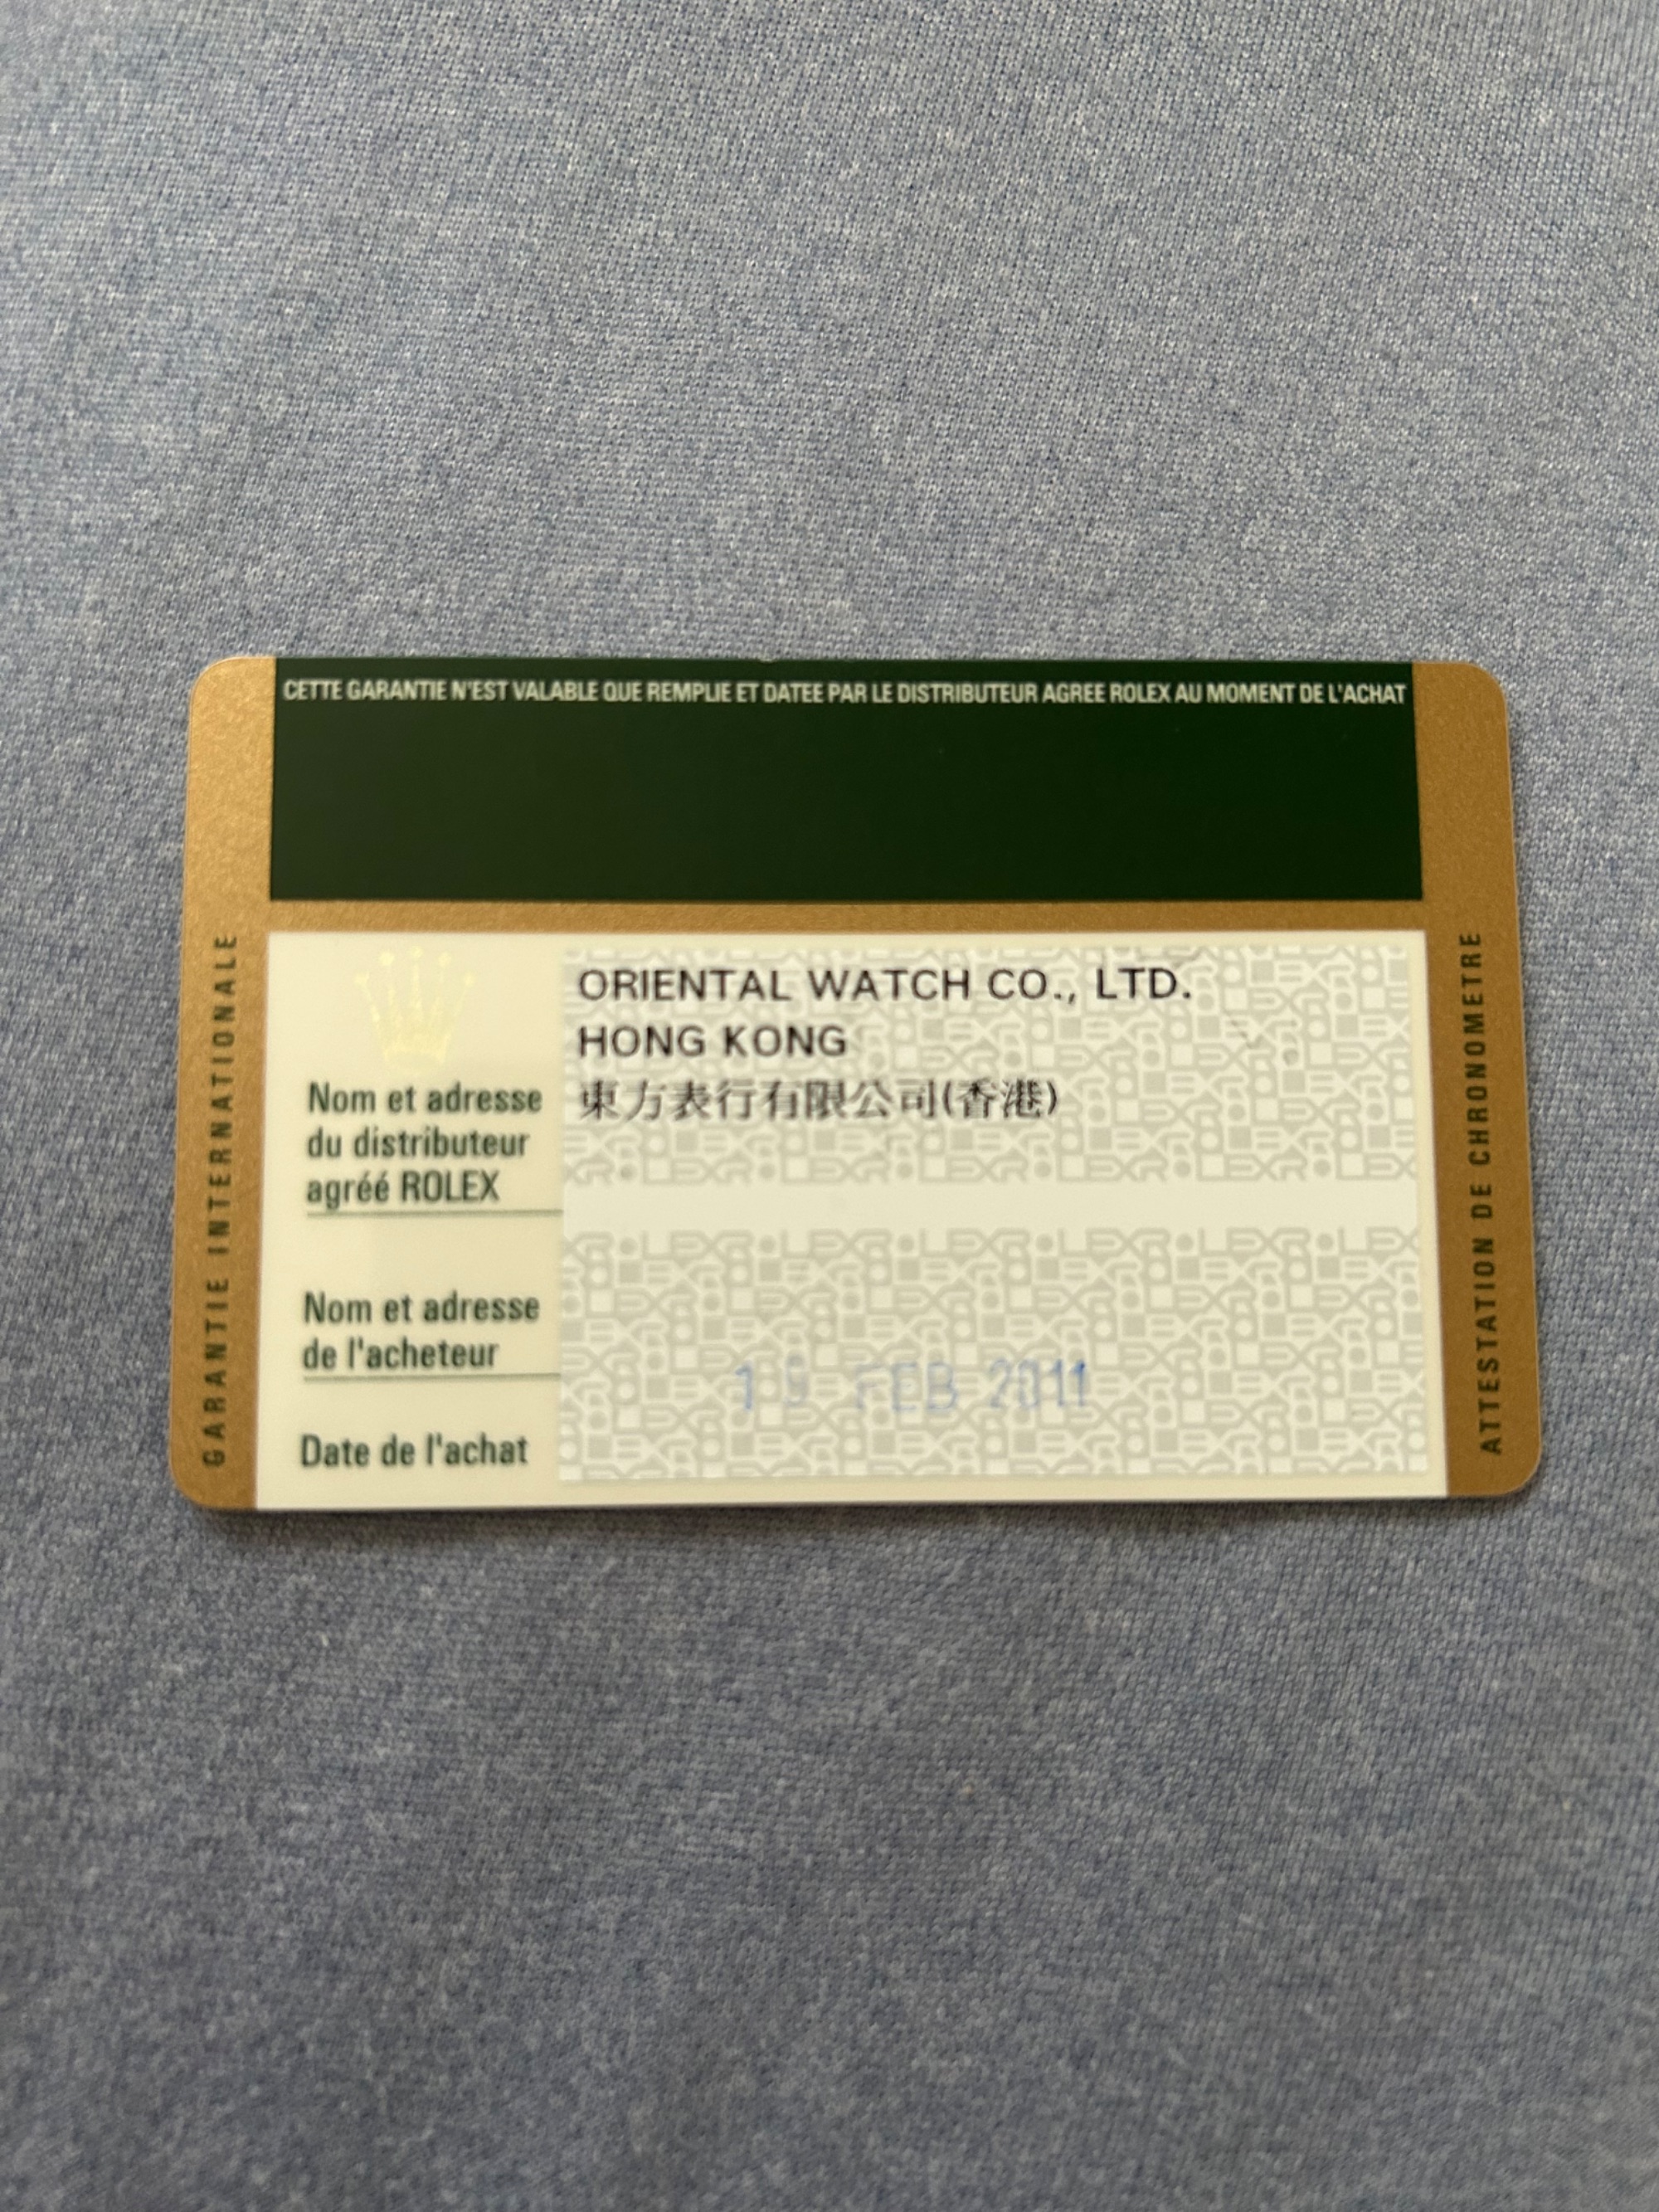 CETTE GARANTIE N'EST VALABLE QUE REMPLIE ET DATEE PAR LE DISTRIBUTEUR AGREE ROLEX AU MOMENT DE L'ACHAT
GARANTIE INTERNATIONALE
Nom et adresse
du distributeur
agréé ROLEX
ORIENTAL WATCH CO., LTD.
HONG KONG
東方表行有限公司(香港)
Nom et adresse
de l'acheteur
19 FEB 2011
Date de l'achat
ATTESTATION DE CHRONOMETRE